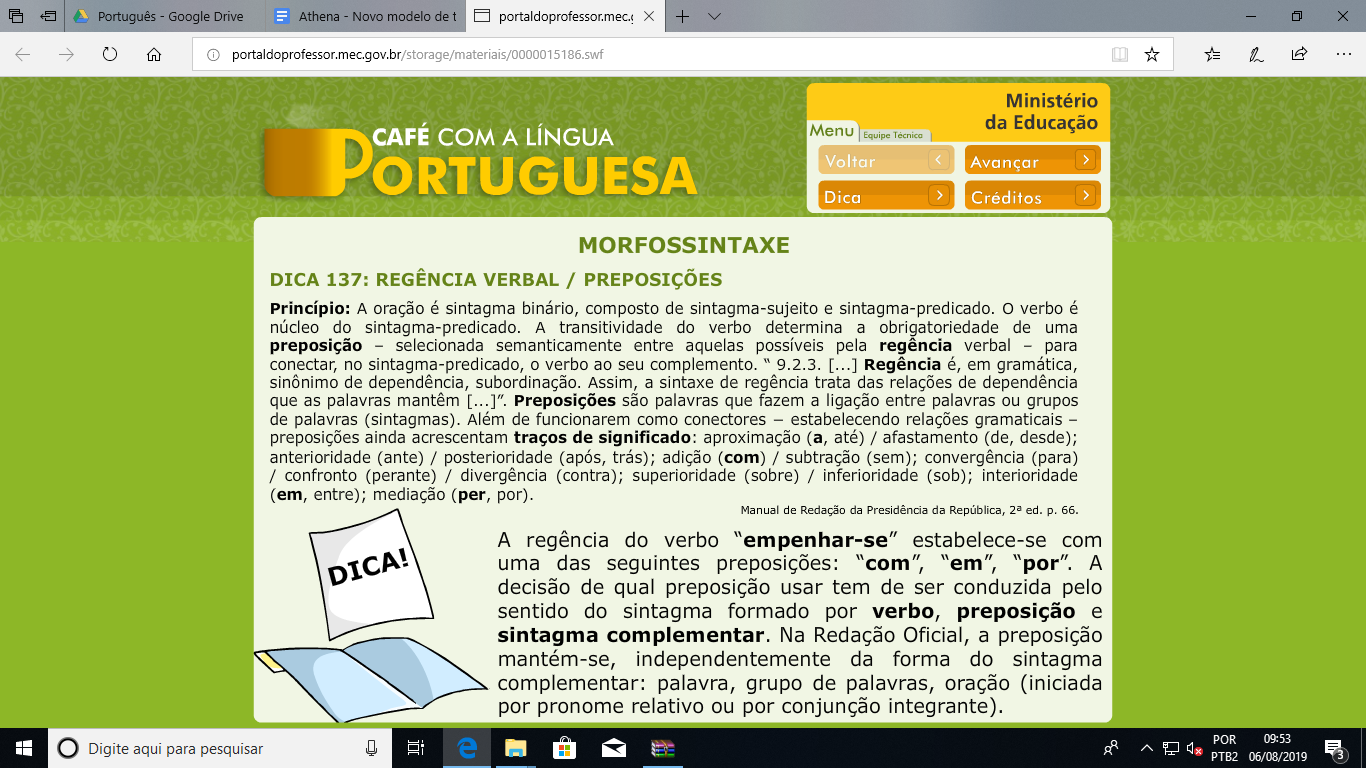 Português - Google Drive
Athena - Novo modelo de t
portaldoprofessor.mec.g
portaldoprofessor.mec.gov.br/storage/materiais/0000015186.swf
CAFÉ COM A LÍNGUA
PORTUGUESA
Ministério
da Educação
Menu
Equipe Técnica
Voltar
Avançar
Dica
Créditos
MORFOSSINTAXE
DICA 137: REGÊNCIA VERBAL / PREPOSIÇÕES
Princípio: A oração é sintagma binário, composto de sintagma-sujeito e sintagma-predicado. O verbo é
núcleo do sintagma-predicado. A transitividade do verbo determina a obrigatoriedade de uma
preposição – selecionada semanticamente entre aquelas possíveis pela regência verbal – para
conectar, no sintagma-predicado, o verbo ao seu complemento. “ 9.2.3. [...] Regência é, em gramática,
sinônimo de dependência, subordinação. Assim, a sintaxe de regência trata das relações de dependência
que as palavras mantêm [...]”. Preposições são palavras que fazem a ligação entre palavras ou grupos
de palavras (sintagmas). Além de funcionarem como conectores – estabelecendo relações gramaticais –
preposições ainda acrescentam traços de significado: aproximação (a, até) / afastamento (de, desde);
anterioridade (ante) / posterioridade (após, trás); adição (com) / subtração (sem); convergência (para)
/ confronto (perante) / divergência (contra); superioridade (sobre) / inferioridade (sob); interioridade
(em, entre); mediação (per, por).
Manual de Redação da Presidência da República, 2ª ed. p. 66.
DICA!
A regência do verbo “empenhar-se” estabelece-se com
uma das seguintes preposições: “com”, “em”, “por”. A
decisão de qual preposição usar tem de ser conduzida pelo
sentido do sintagma formado por verbo, preposição e
sintagma complementar. Na Redação Oficial, a preposição
mantém-se, independentemente da forma do sintagma
complementar: palavra, grupo de palavras, oração (iniciada
por pronome relativo ou por conjunção integrante).
Digite aqui para pesquisar
POR
PTB2
09:53
06/08/2019
3